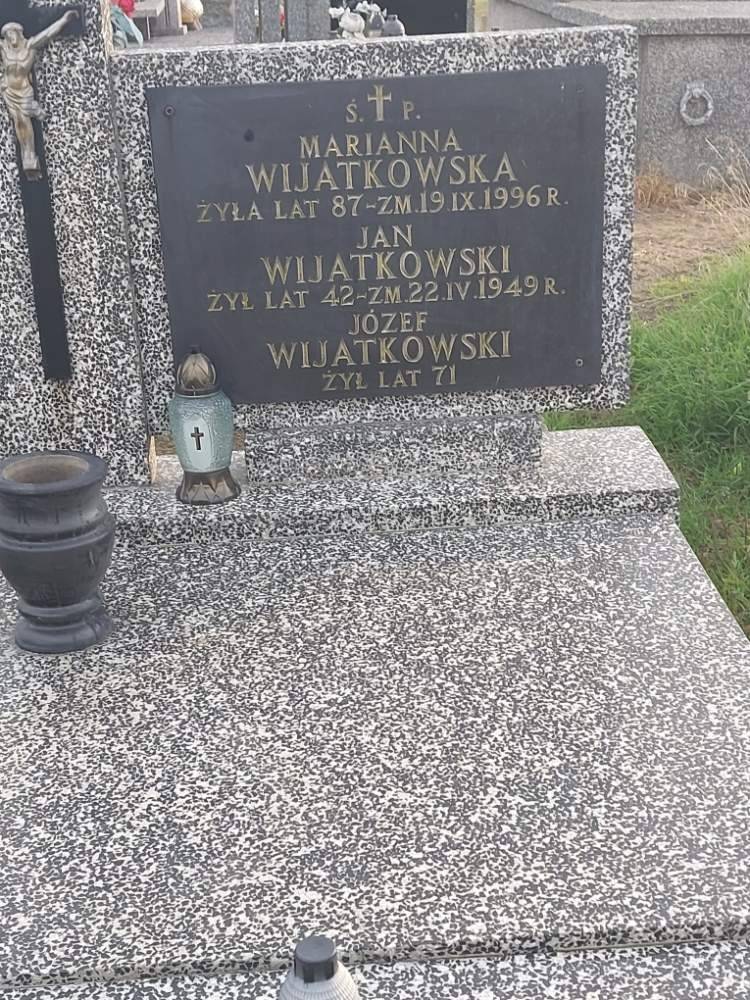 Ś. P.
MARIANNA
WIJATKOWSKA
ŻYŁA LAT 87-ZM.19.IX.1996 R.
JAN
WIJATKOWSKI
ŻYŁ LAT 42-ZM.22.IV.1949 R.
JÓZEF
WIJATKOWSKI
ŻYŁ LAT 71